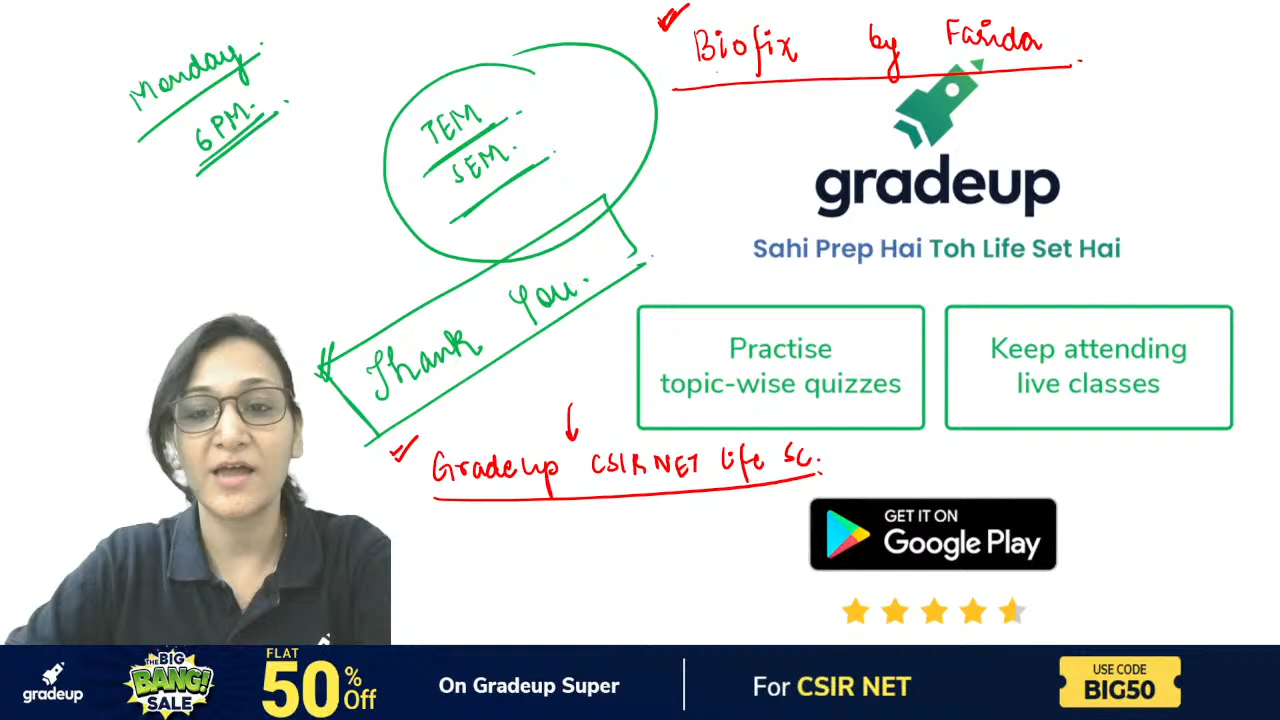 Monday
6 PM.
TEM
SEM.
Biofix by Farida
gradeup
Sahi Prep Hai Toh Life Set Hai
Thank You.
Practise
topic-wise quizzes
Keep attending
live classes
Gradeup CSIR NET Life Sc.
GET IT ON
Google Play
gradeup
THE BIG
BANG!
SALE
FLAT
50% Off
On Gradeup Super
For CSIR NET
USE CODE
BIG50